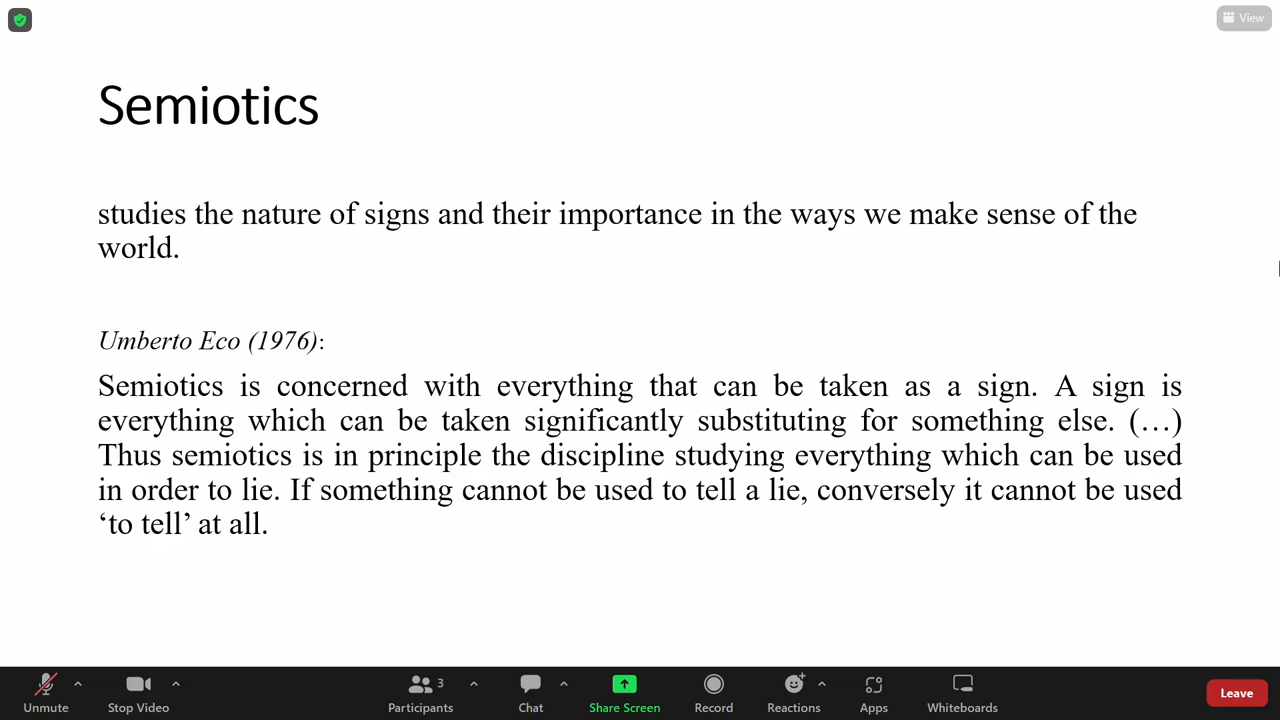 View
Semiotics
studies the nature of signs and their importance in the ways we make sense of the
world.
Umberto Eco (1976):
Semiotics is concerned with everything that can be taken as a sign. A sign is
everything which can be taken significantly substituting for something else. (…)
Thus semiotics is in principle the discipline studying everything which can be used
in order to lie. If something cannot be used to tell a lie, conversely it cannot be used
‘to tell’ at all.
3
Unmute Stop Video Participants Chat Share Screen Record Reactions Apps Whiteboards Leave